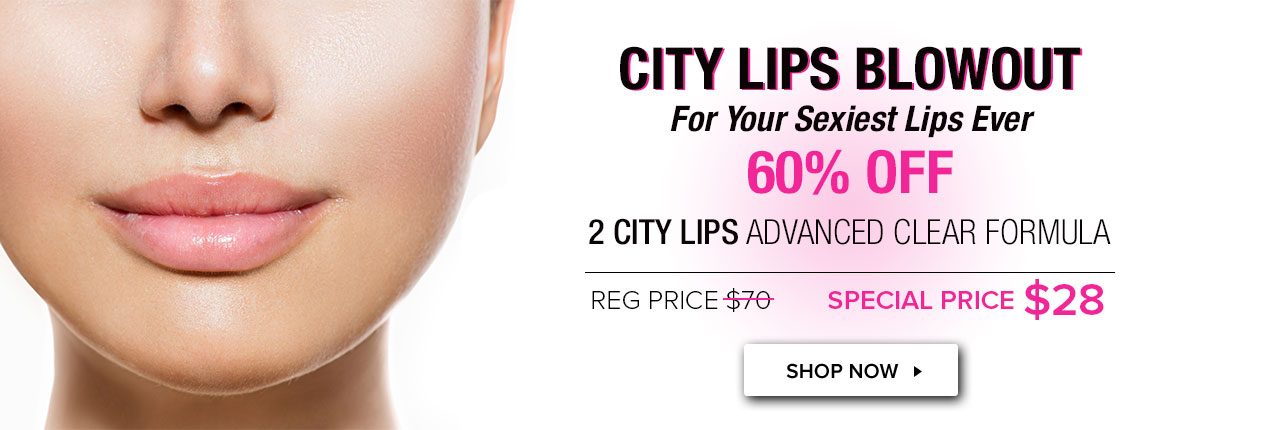 CITY LIPS BLOWOUT
For Your Sexiest Lips Ever
60% OFF
2 CITY LIPS ADVANCED CLEAR FORMULA
REG PRICE $70 SPECIAL PRICE $28
SHOP NOW